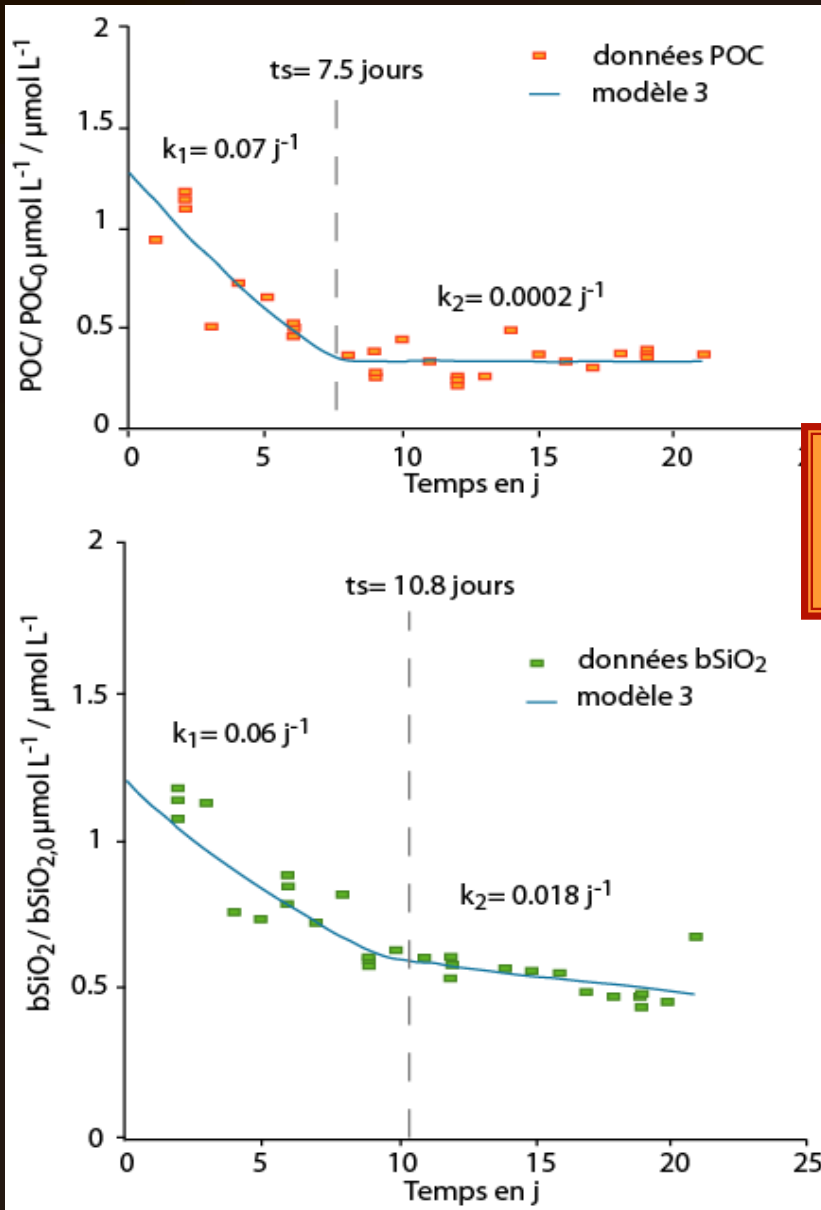 2
ts= 7.5 jours
données POC
modèle 3
1.5
k₁= 0.07 j⁻¹
POC/ POC₀ µmol L⁻¹ / µmol L⁻¹
1
k₂= 0.0002 j⁻¹
0.5
0
0 5 10 15 20
Temps en j
2
ts= 10.8 jours
données bSiO₂
modèle 3
1.5
k₁= 0.06 j⁻¹
bSiO₂/ bSiO₂,₀ µmol L⁻¹ / µmol L⁻¹
1
k₂= 0.018 j⁻¹
0.5
0
0 5 10 15 20 25
Temps en j